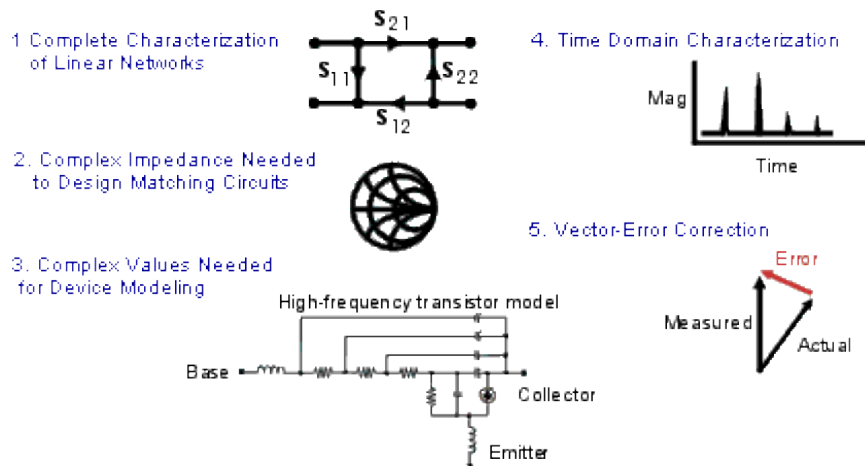 1 Complete Characterization
of Linear Networks
S21
S11
S22
S12
2. Complex Impedance Needed
to Design Matching Circuits
3. Complex Values Needed
for Device Modeling
High-frequency transistor model
Base
Collector
Emitter
4. Time Domain Characterization
Mag
Time
5. Vector-Error Correction
Error
Measured
Actual